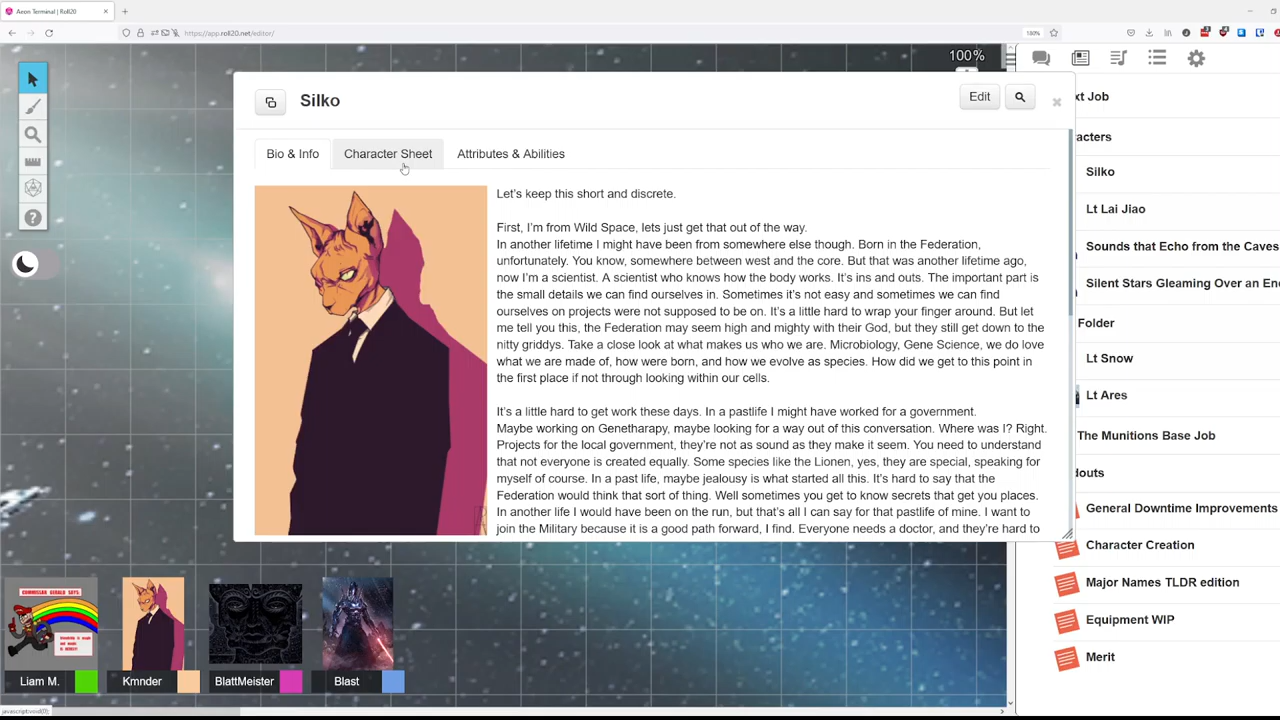 Aeon Terminal | Roll20
https://app.roll20.net/editor/
100%
100%
Silko
Edit
Bio & Info
Character Sheet
Attributes & Abilities
Let's keep this short and discrete.
First, I'm from Wild Space, lets just get that out of the way.
In another lifetime I might have been from somewhere else though. Born in the Federation,
unfortunately. You know, somewhere between west and the core. But that was another lifetime ago,
now I'm a scientist. A scientist who knows how the body works. It's ins and outs. The important part is
the small details we can find ourselves in. Sometimes it's not easy and sometimes we can find
ourselves on projects were not supposed to be on. It's a little hard to wrap your finger around. But let
me tell you this, the Federation may seem high and mighty with their God, but they still get down to the
nitty griddys. Take a close look at what makes us who we are. Microbiology, Gene Science, we do love
what we are made of, how were born, and how we evolve as species. How did we get to this point in
the first place if not through looking within our cells.
It's a little hard to get work these days. In a pastlife I might have worked for a government.
Maybe working on Genetharapy, maybe looking for a way out of this conversation. Where was I? Right.
Projects for the local government, they're not as sound as they make it seem. You need to understand
that not everyone is created equally. Some species like the Lionen, yes, they are special, speaking for
myself of course. In a past life, maybe jealousy is what started all this. It's hard to say that the
Federation would think that sort of thing. Well sometimes you get to know secrets that get you places.
In another life I would have been on the run, but that's all I can say for that pastlife of mine. I want to
join the Military because it is a good path forward, I find. Everyone needs a doctor, and they're hard to
xt Job
racters
Silko
Lt Lai Jiao
Sounds that Echo from the Caves
Silent Stars Gleaming Over an En
Folder
Lt Snow
Lt Ares
The Munitions Base Job
douts
General Downtime Improvements
Character Creation
Major Names TLDR edition
Equipment WIP
Merit
COMMISSAR GERALD SAYS
Liam M.
Kmnder
BlattMeister
Blast
javascript:void(0);